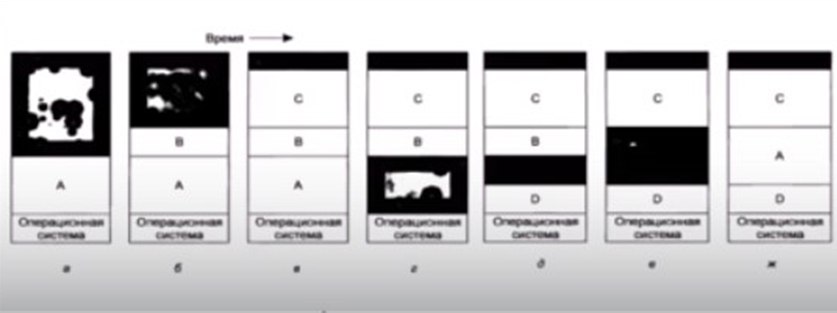 Время
A
Операционная
система
B
A
Операционная
система
C
B
A
Операционная
система
C
B
Операционная
система
C
B
D
Операционная
система
C
D
Операционная
система
C
A
D
Операционная
система
а
б
в
г
д
е
ж